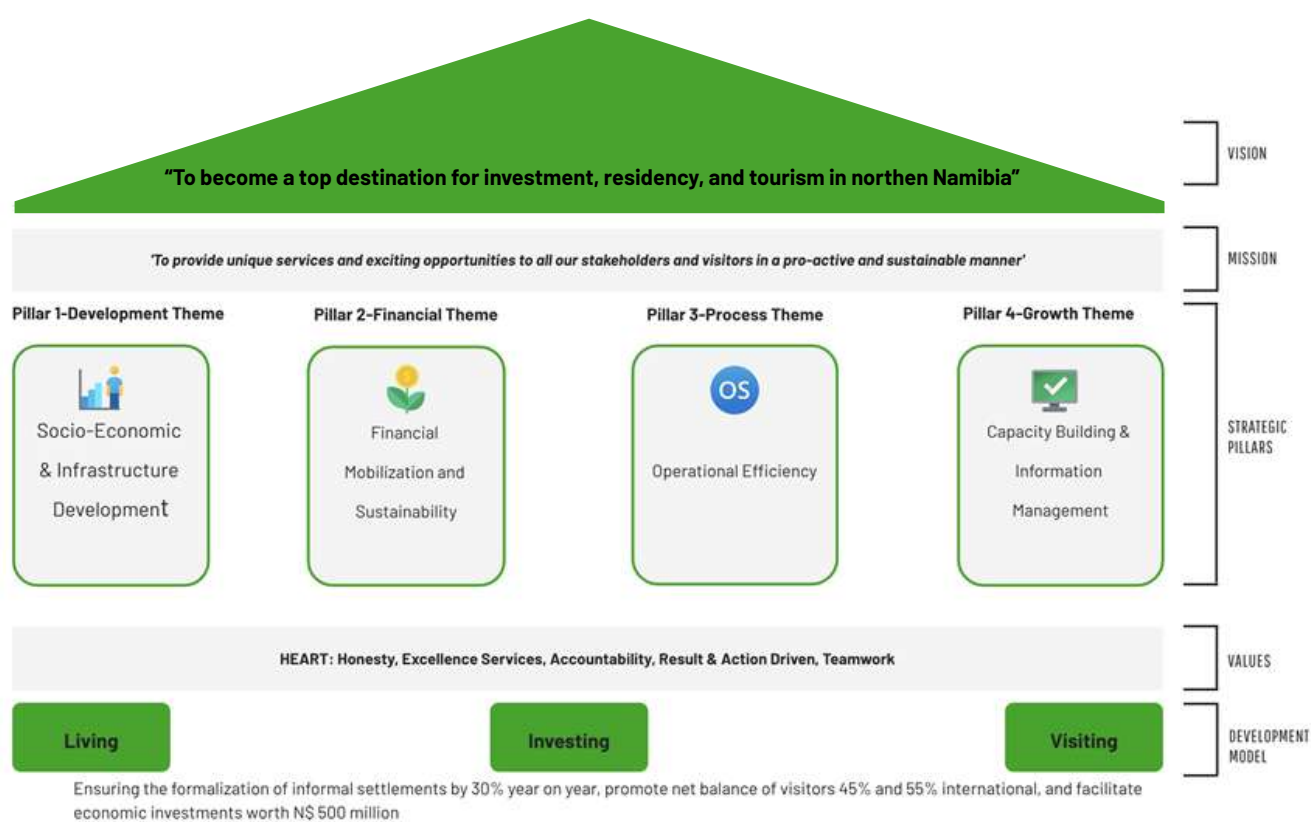 “To become a top destination for investment, residency, and tourism in northen Namibia”
VISION
'To provide unique services and exciting opportunities to all our stakeholders and visitors in a pro-active and sustainable manner'
MISSION
Pillar 1-Development Theme
Pillar 2-Financial Theme
Pillar 3-Process Theme
Pillar 4-Growth Theme
Socio-Economic
& Infrastructure
Development
$
Financial
Mobilization and
Sustainability
OS
Operational Efficiency
Capacity Building &
Information
Management
STRATEGIC
PILLARS
HEART: Honesty, Excellence Services, Accountability, Result & Action Driven, Teamwork
VALUES
Living
Investing
Visiting
DEVELOPMENT
MODEL
Ensuring the formalization of informal settlements by 30% year on year, promote net balance of visitors 45% and 55% international, and facilitate
economic investments worth N$ 500 million